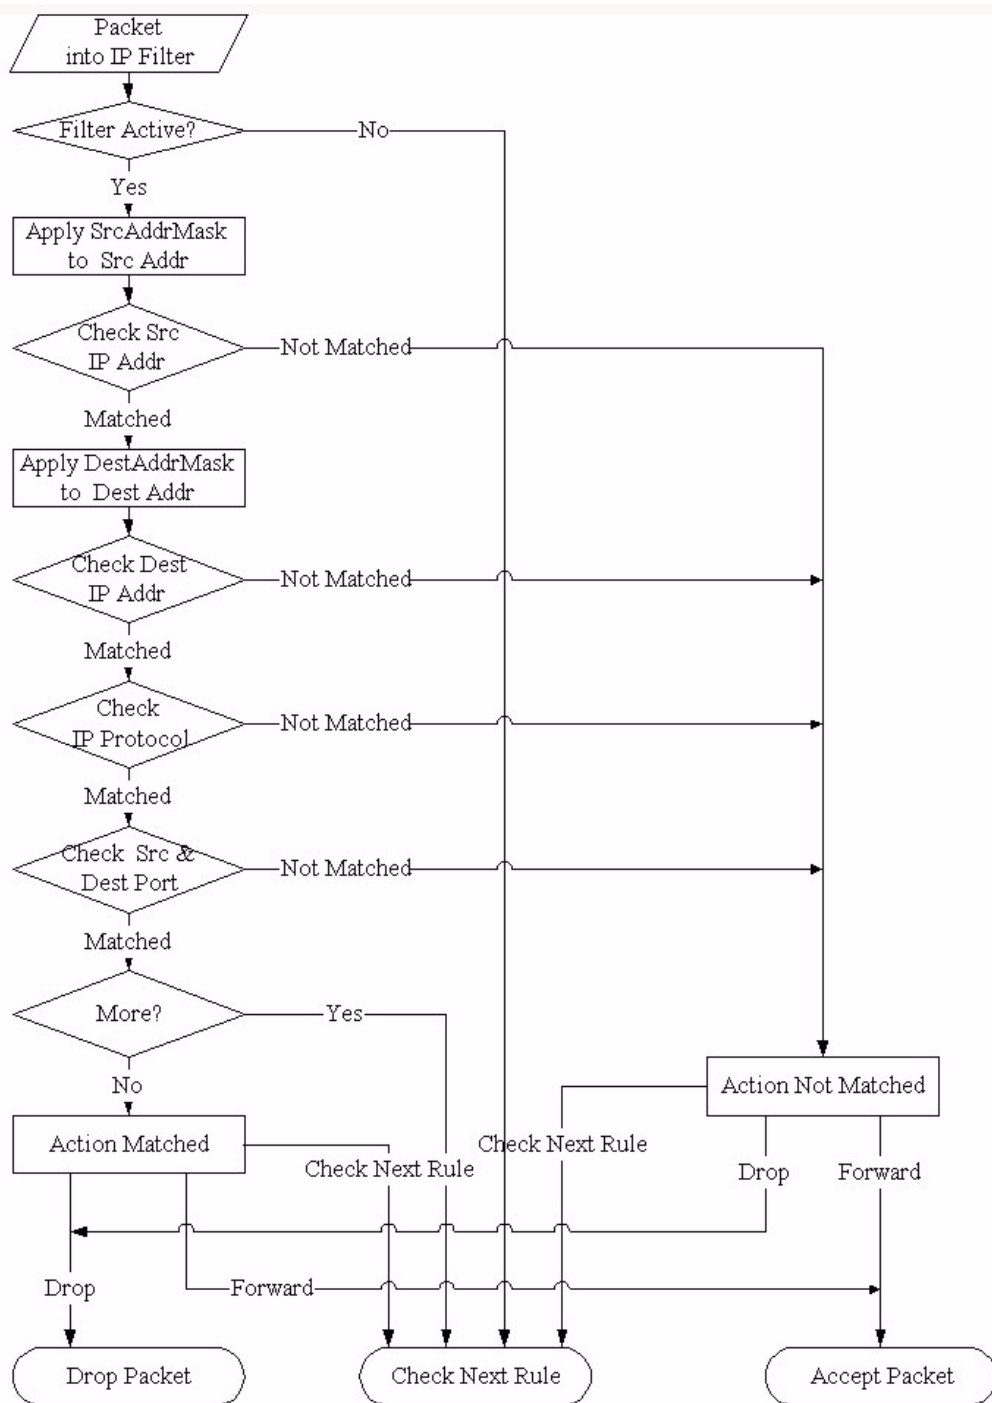 Packet
into IP Filter
Filter Active?
No
Yes
Apply SrcAddrMask
to Src Addr
Check Src
IP Addr
Not Matched
Matched
Apply DestAddrMask
to Dest Addr
Check Dest
IP Addr
Not Matched
Matched
Check
IP Protocol
Not Matched
Matched
Check Src &
Dest Port
Not Matched
Matched
More?
Yes
No
Action Not Matched
Action Matched
Check Next Rule
Check Next Rule
Drop
Forward
Drop
Forward
Drop Packet
Check Next Rule
Accept Packet